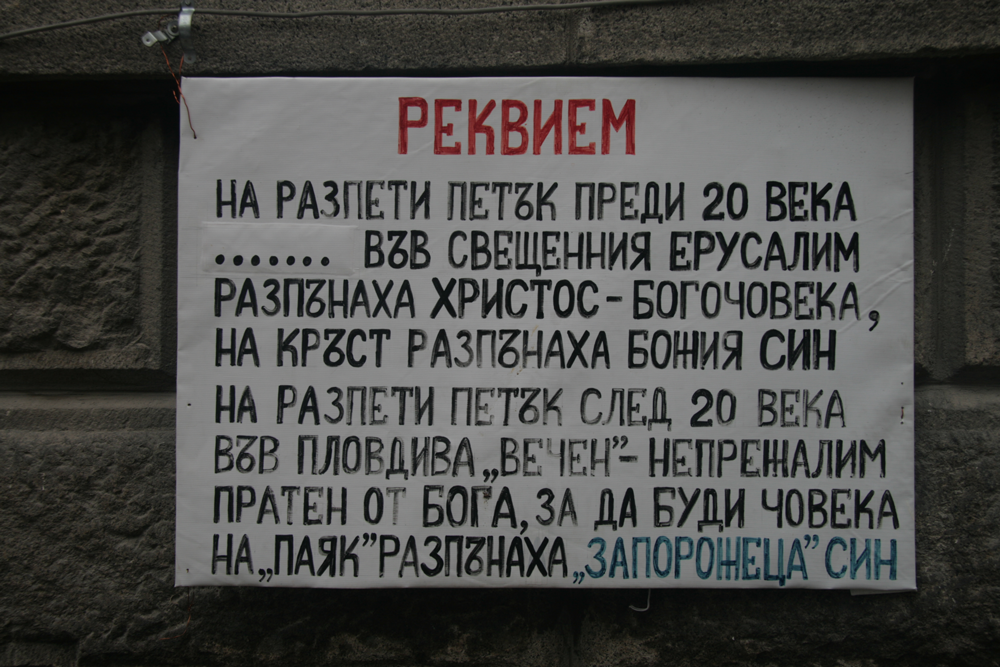 РЕКВИЕМ
НА РАЗПЕТИ ПЕТЪК ПРЕДИ 20 ВЕКА
....... ВЪВ СВЕЩЕННИЯ ЕРУСАЛИМ
РАЗПЪНАХА ХРИСТОС - БОГОЧОВЕКА,
НА КРЪСТ РАЗПЪНАХА БОЖИЯ СИН
НА РАЗПЕТИ ПЕТЪК СЛЕД 20 ВЕКА
ВЪВ ПЛОВДИВА „ВЕЧЕН” - НЕПРЕЖАЛИМ
ПРАТЕН ОТ БОГА, ЗА ДА БУДИ ЧОВЕКА
НА „ПАЯК” РАЗПЪНАХА „ЗАПОРОЖЕЦА” СИН